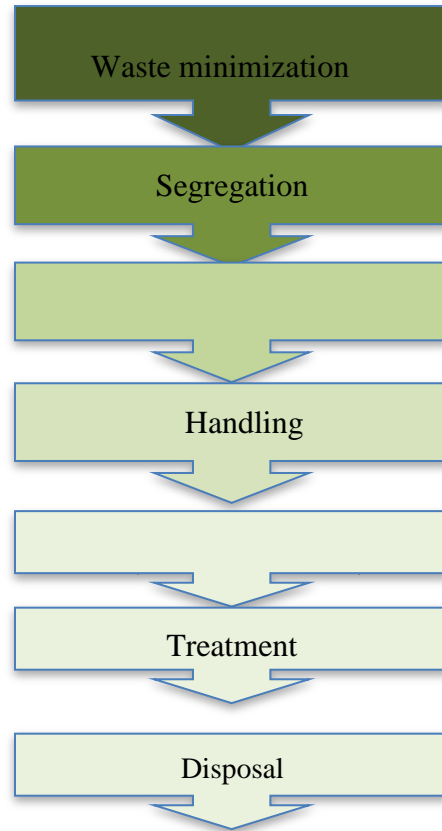 Waste minimization
Segregation
Handling
Treatment
Disposal